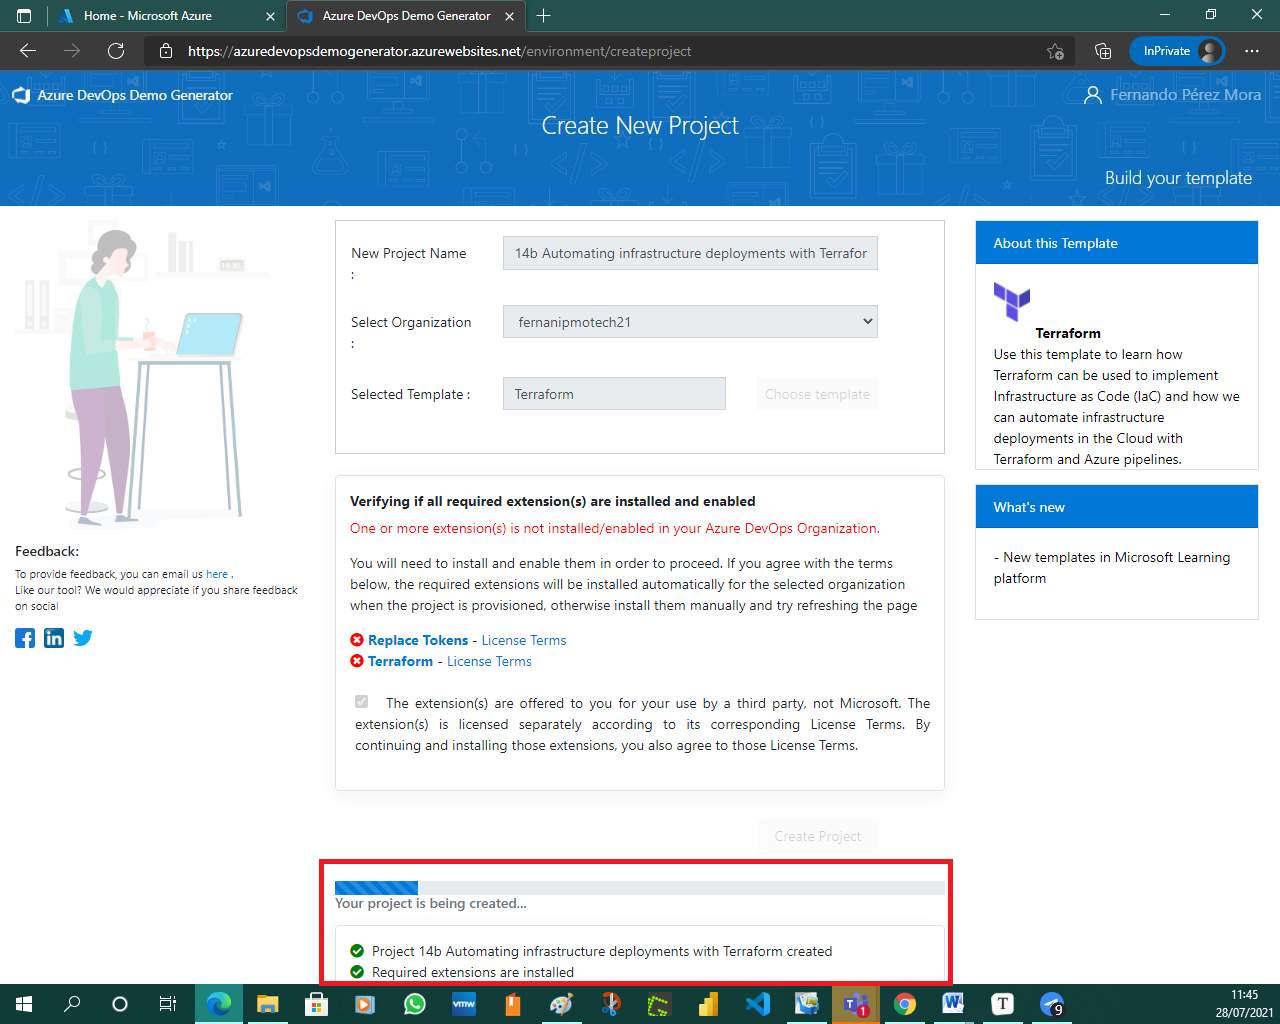 Home - Microsoft Azure
Azure DevOps Demo Generator
https://azuredevopsdemogenerator.azurewebsites.net/environment/createproject
InPrivate
Azure DevOps Demo Generator
Fernando Pérez Mora
Create New Project
Build your template
New Project Name
:
14b Automating infrastructure deployments with Terrafor
Select Organization
:
fernanipmotech21
Selected Template :
Terraform
Choose template
About this Template
Terraform
Use this template to learn how
Terraform can be used to implement
Infrastructure as Code (IaC) and how we
can automate infrastructure
deployments in the Cloud with
Terraform and Azure pipelines.
What's new
- New templates in Microsoft Learning
platform
Feedback:
To provide feedback, you can email us here .
Like our tool? We would appreciate if you share feedback
on social
Verifying if all required extension(s) are installed and enabled
One or more extension(s) is not installed/enabled in your Azure DevOps Organization.
You will need to install and enable them in order to proceed. If you agree with the terms
below, the required extensions will be installed automatically for the selected organization
when the project is provisioned, otherwise install them manually and try refreshing the page
Replace Tokens - License Terms
Terraform - License Terms
The extension(s) are offered to you for your use by a third party, not Microsoft. The
extension(s) is licensed separately according to its corresponding License Terms. By
continuing and installing those extensions, you also agree to those License Terms.
Create Project
Your project is being created...
Project 14b Automating infrastructure deployments with Terraform created
Required extensions are installed
vmw
1
W
T
9
11:45
28/07/2021